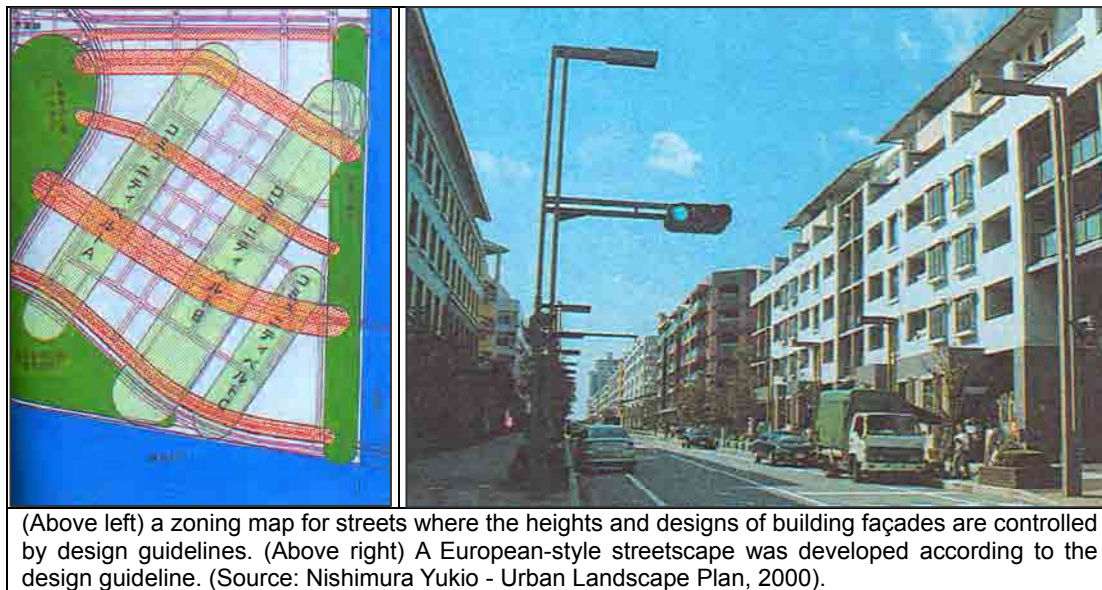 (Above left) a zoning map for streets where the heights and designs of building façades are controlled
by design guidelines. (Above right) A European-style streetscape was developed according to the
design guideline. (Source: Nishimura Yukio - Urban Landscape Plan, 2000).